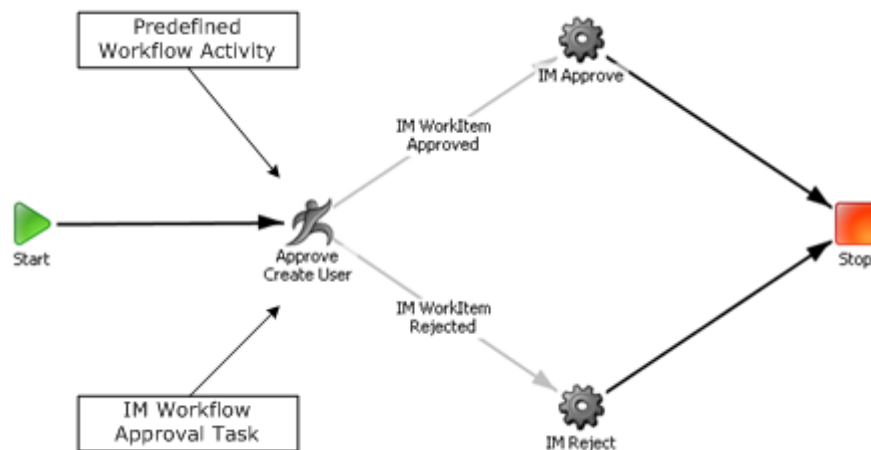 Predefined
Workflow Activity
IM Approve
IM WorkItem
Approved
Start
Approve
Create User
Stop
IM WorkItem
Rejected
IM Workflow
Approval Task
IM Reject